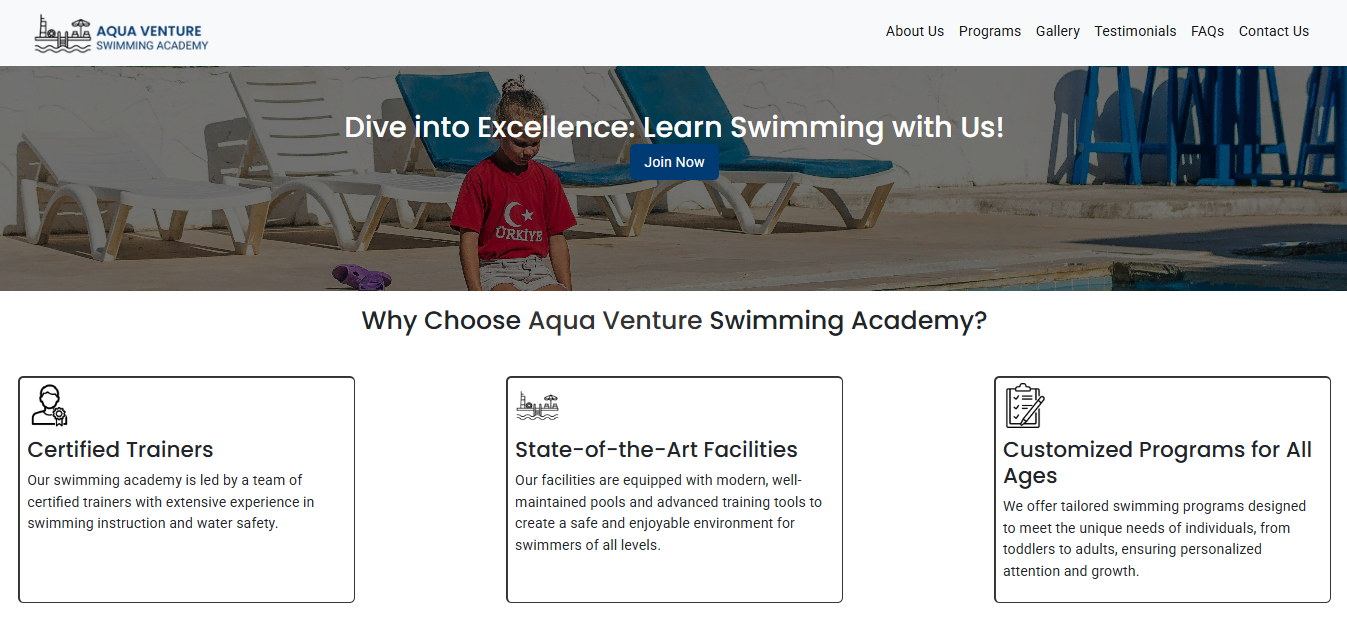 AQUA VENTURE
SWIMMING ACADEMY
About Us Programs Gallery Testimonials FAQs Contact Us
Dive into Excellence: Learn Swimming with Us!
Join Now
TÜRKİYE
Why Choose Aqua Venture Swimming Academy?
Certified Trainers
Our swimming academy is led by a team of
certified trainers with extensive experience in
swimming instruction and water safety.
State-of-the-Art Facilities
Our facilities are equipped with modern, well-
maintained pools and advanced training tools to
create a safe and enjoyable environment for
swimmers of all levels.
Customized Programs for All
Ages
We offer tailored swimming programs designed
to meet the unique needs of individuals, from
toddlers to adults, ensuring personalized
attention and growth.